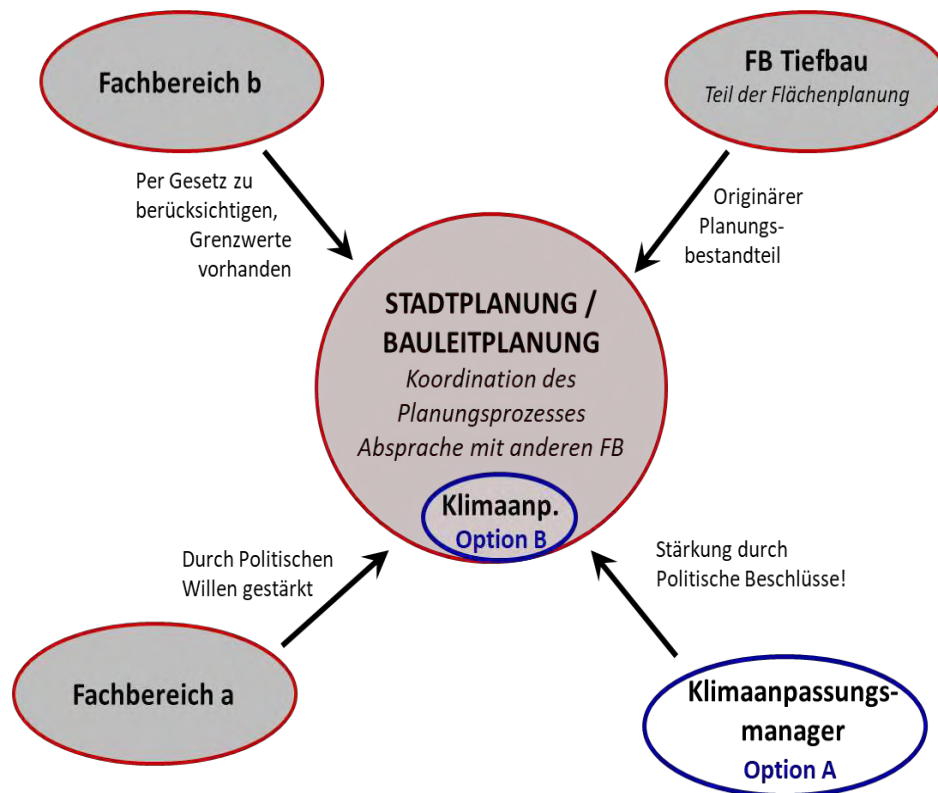 Fachbereich b
FB Tiefbau
Teil der Flächenplanung
Per Gesetz zu
berücksichtigen,
Grenzwerte
vorhanden
Originärer
Planungs-
bestandteil
STADTPLANUNG /
BAULEITPLANUNG
Koordination des
Planungsprozesses
Absprache mit anderen FB
Klimaanp.
Option B
Durch Politischen
Willen gestärkt
Stärkung durch
Politische Beschlüsse!
Fachbereich a
Klimaanpassungs-
manager
Option A